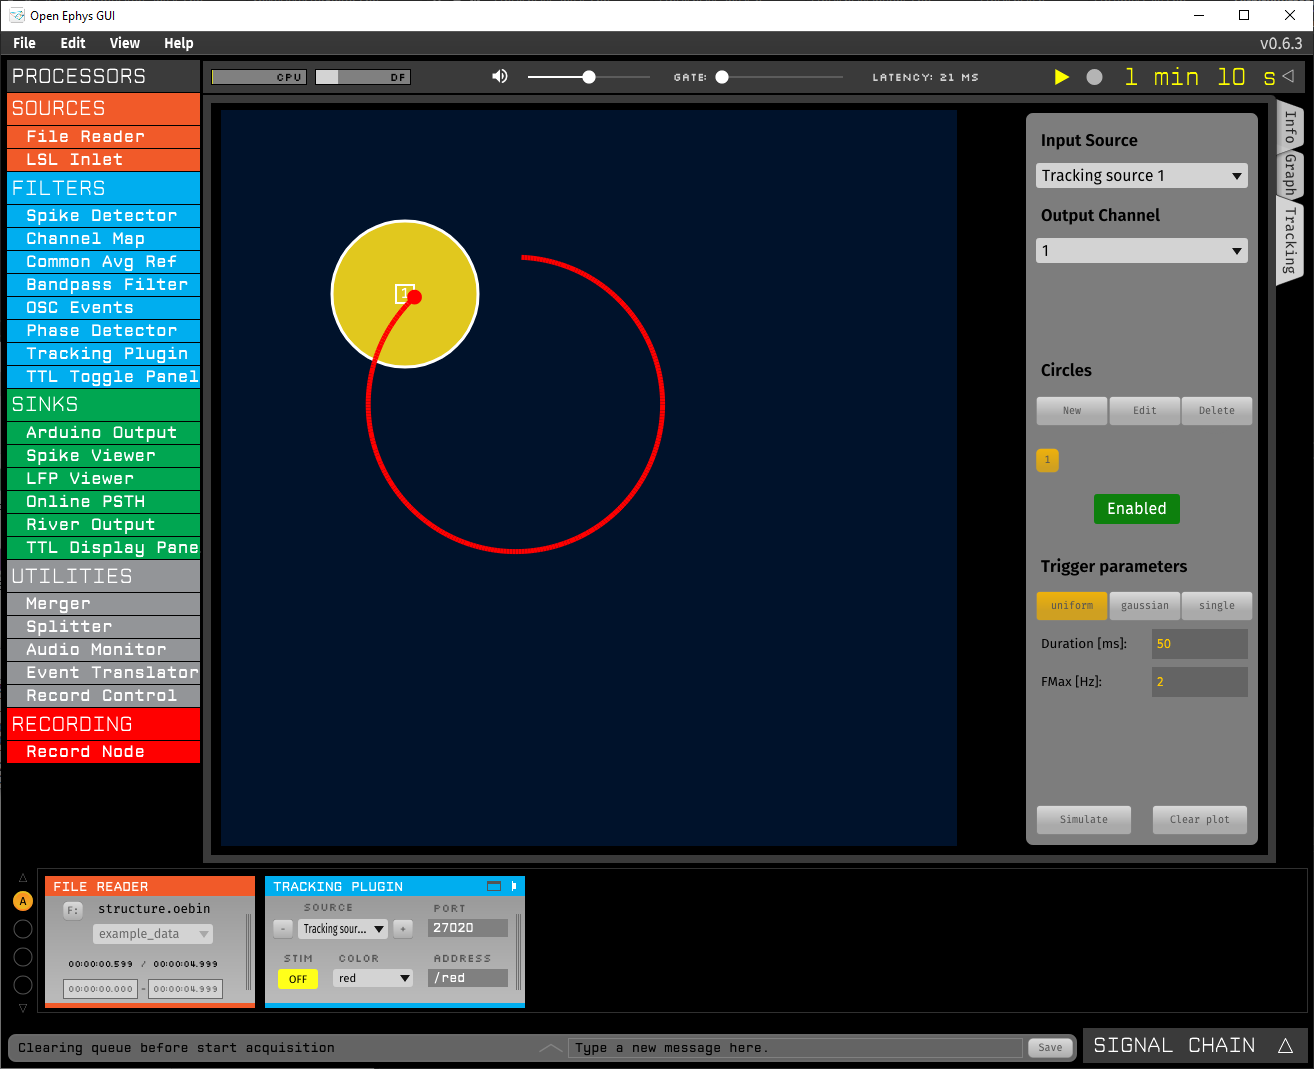 Open Ephys GUI
File Edit View Help
v0.6.3
PROCESSORS
CPU DF GATE: LATENCY: 21 MS 1 min 10 s
SOURCES
File Reader
LSL Inlet
FILTERS
Spike Detector
Channel Map
Common Avg Ref
Bandpass Filter
OSC Events
Phase Detector
Tracking Plugin
TTL Toggle Panel
SINKS
Arduino Output
Spike Viewer
LFP Viewer
Online PSTH
River Output
TTL Display Pane
UTILITIES
Merger
Splitter
Audio Monitor
Event Translator
Record Control
RECORDING
Record Node
1
Input Source
Tracking source 1
Output Channel
1
Circles
New Edit Delete
1
Enabled
Trigger parameters
uniform gaussian single
Duration [ms]: 50
FMax [Hz]: 2
Simulate Clear plot
Info
Graph
Tracking
A
FILE READER
F: structure.oebin
example_data
00:00:00.599 / 00:00:04.999
00:00:00.000 - 00:00:04.999
TRACKING PLUGIN
SOURCE PORT
- Tracking sour... + 27020
STIM COLOR ADDRESS
OFF red /red
Clearing queue before start acquisition
Type a new message here.
Save
SIGNAL CHAIN